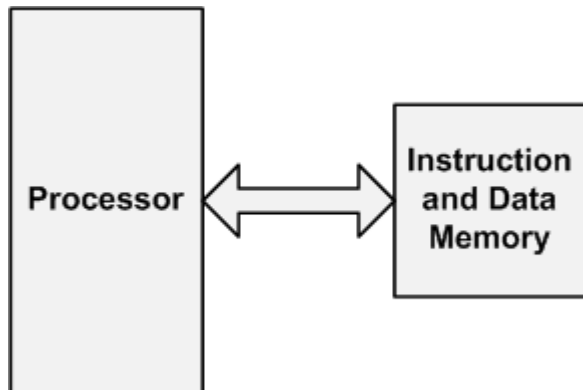 Processor
Instruction
and Data
Memory